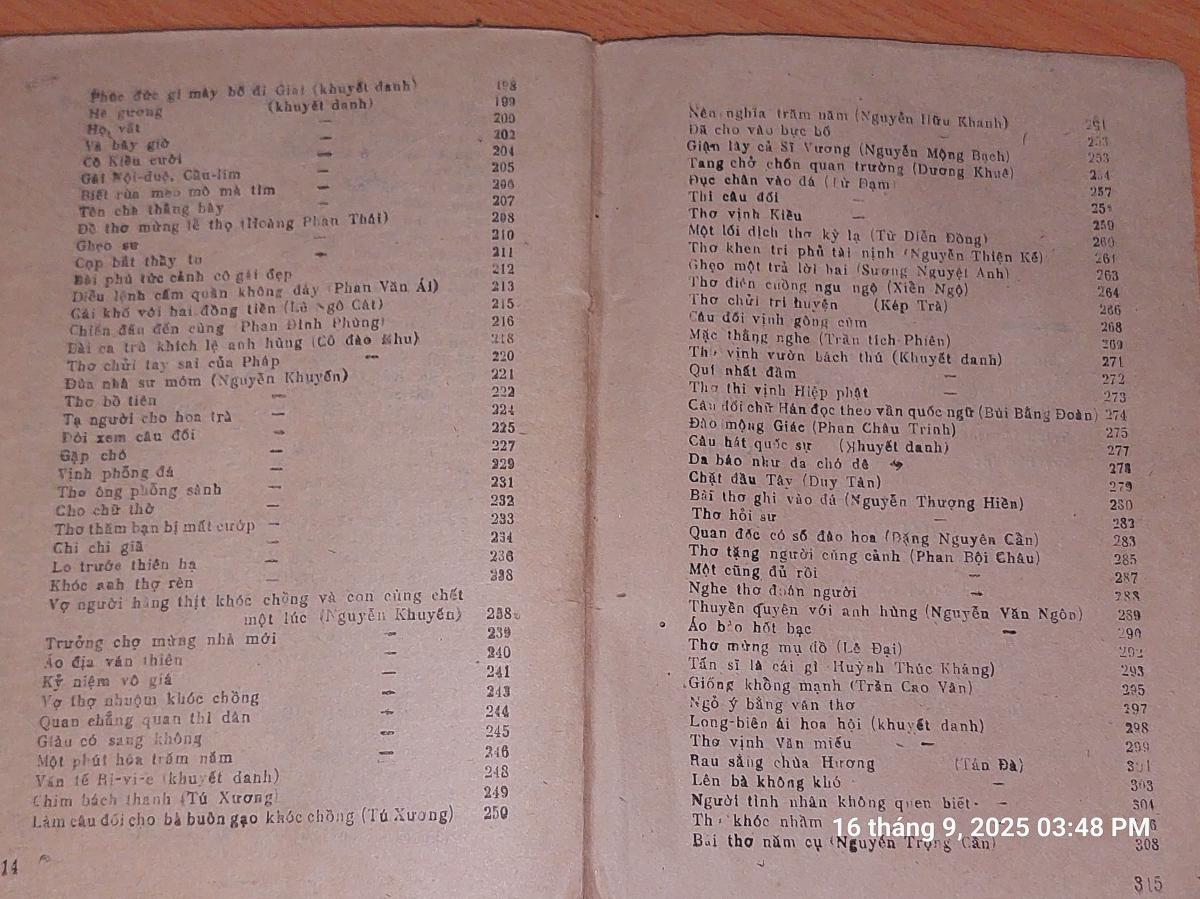 Phúc đức gì mày bố đĩ Giai (khuyết danh) 198
Hé gương (khuyết danh) 199
Họ vất — 200
Và bây giờ 202
Cô Kiều cười — 204
Gái Nội-duệ, Cầu-lim — 205
Biết rùa mèo mò mà tìm — 206
Tên cha thằng bảy — 207
Đồ thơ mừng lễ thọ (Hoàng Phan Thái) 208
Ghẹo sư — 210
Cọp bắt thầy tu — 211
Bài phú tức cảnh cô gái đẹp 212
Điều lệnh cấm quần không đáy (Phan Văn Ái) 213
Cái khố với hai đồng tiền (Lã Ngô Cát) 215
Chiến đấu đến cùng (Phan Đình Phùng) 216
Bài ca trù khích lệ anh hùng (Cô đào Khu) 218
Thơ chửi tay sai của Pháp — 220
Đùa nhà sư móm (Nguyễn Khuyến) 221
Thơ bồ tiên — 222
Tạ người cho hoa trà — 224
Đòi xem câu đối — 225
Gặp chó — 227
Vịnh phỗng đá — 229
Thơ ông phỗng sành — 231
Cho chữ thờ — 232
Thơ thăm bạn bị mất cướp — 233
Chi chi giã — 234
Lo trước thiên hạ — 236
Khóc anh thợ rèn — 238
Vợ người hàng thịt khóc chồng và con cùng chết
một lúc (Nguyễn Khuyến) 258
Trưởng chợ mừng nhà mới — 239
Áo địa văn thiên — 240
Kỷ niệm vô giá — 241
Vợ thợ nhuộm khóc chồng — 243
Quan chẳng quan thì dân — 244
Giàu có sang không — 245
Một phút hóa trăm năm — 246
Văn tế Ri-vi-e (khuyết danh) 248
Chim bách thanh (Tú Xương) 249
Làm câu đối cho bà buôn gạo khóc chồng (Tú Xương) 250
14
Nên nghĩa trăm năm (Nguyễn Hữu Khanh) 251
Đã cho vào bực bố 253
Giận lây cả Sĩ Vương (Nguyễn Mộng Bạch) 253
Tang chở chốn quan trường (Dương Khuê) 254
Đục chân vào đá (Từ Đạm) 257
Thi câu đối —
Thơ vịnh Kiều — 259
Một lối dịch thơ kỳ lạ (Từ Diễn Đồng) 260
Thơ khen tri phủ tài nịnh (Nguyễn Thiện Kế) 261
Ghẹo một trả lời hai (Sương Nguyệt Anh) 263
Thơ điên cuồng ngu ngộ (Xiển Ngộ) 264
Thơ chửi tri huyện (Kép Trà) 266
Câu đối vịnh gông cùm 268
Mặc thằng nghe (Trần tích-Phiên) 269
Thơ vịnh vườn bách thú (Khuyết danh) 271
Quí nhất đầm — 272
Thơ thi vịnh Hiệp phật — 273
Câu đối chữ Hán đọc theo vần quốc ngữ (Bùi Bằng Đoàn) 274
Đào mộng Giác (Phan Châu Trinh) 275
Câu hát quốc sự (Khuyết danh) 277
Da báo như da chó dê — 278
Chặt đầu Tây (Duy Tân) 279
Bài thơ ghi vào đá (Nguyễn Thượng Hiền) 280
Thơ hỏi sư — 282
Quan đốc có số đào hoa (Đặng Nguyên Cẩn) 283
Thơ tặng người cùng cảnh (Phan Bội Châu) 285
Một cũng đủ rồi — 287
Nghe thơ đoán người — 288
Thuyền quyên với anh hùng (Nguyễn Văn Ngôn) 289
Áo bào hốt bạc — 290
Thơ mừng mụ đồ (Lê Đại) 292
Tấn sĩ là cái gì (Huỳnh Thúc Kháng) 293
Giống khồng mạnh (Trần Cao Vân) 295
Ngỏ ý bằng văn thơ 297
Long-biên ái hoa hội (khuyết danh) 298
Thơ vịnh Văn miếu — 299
Rau sắng chùa Hương (Tản Đà) 301
Lên bà không khó — 303
Người tình nhân không quen biết — 304
Thơ khóc nhầm —
Bài thơ năm cụ (Nguyễn Trọng Cẩn) 308
315
16 tháng 9, 2025 03:48 PM